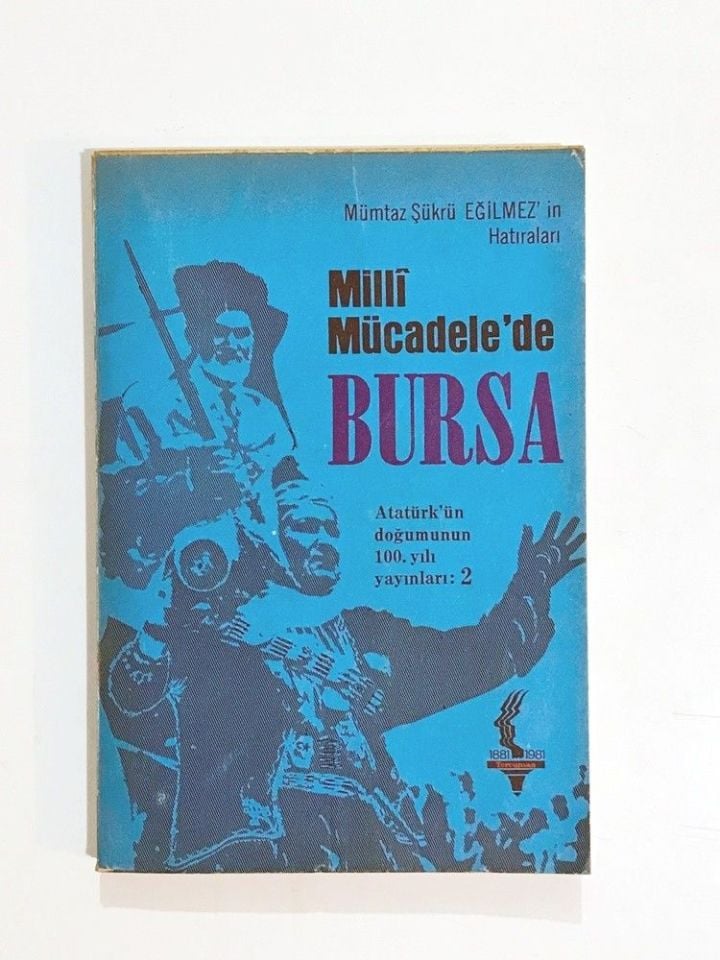 Mümtaz Şükrü EĞİLMEZ' in
Hatıraları
Millî
Mücadele'de
BURSA
Atatürk'ün
doğumunun
100. yılı
yayınları: 2
1881 1981
Tercüman